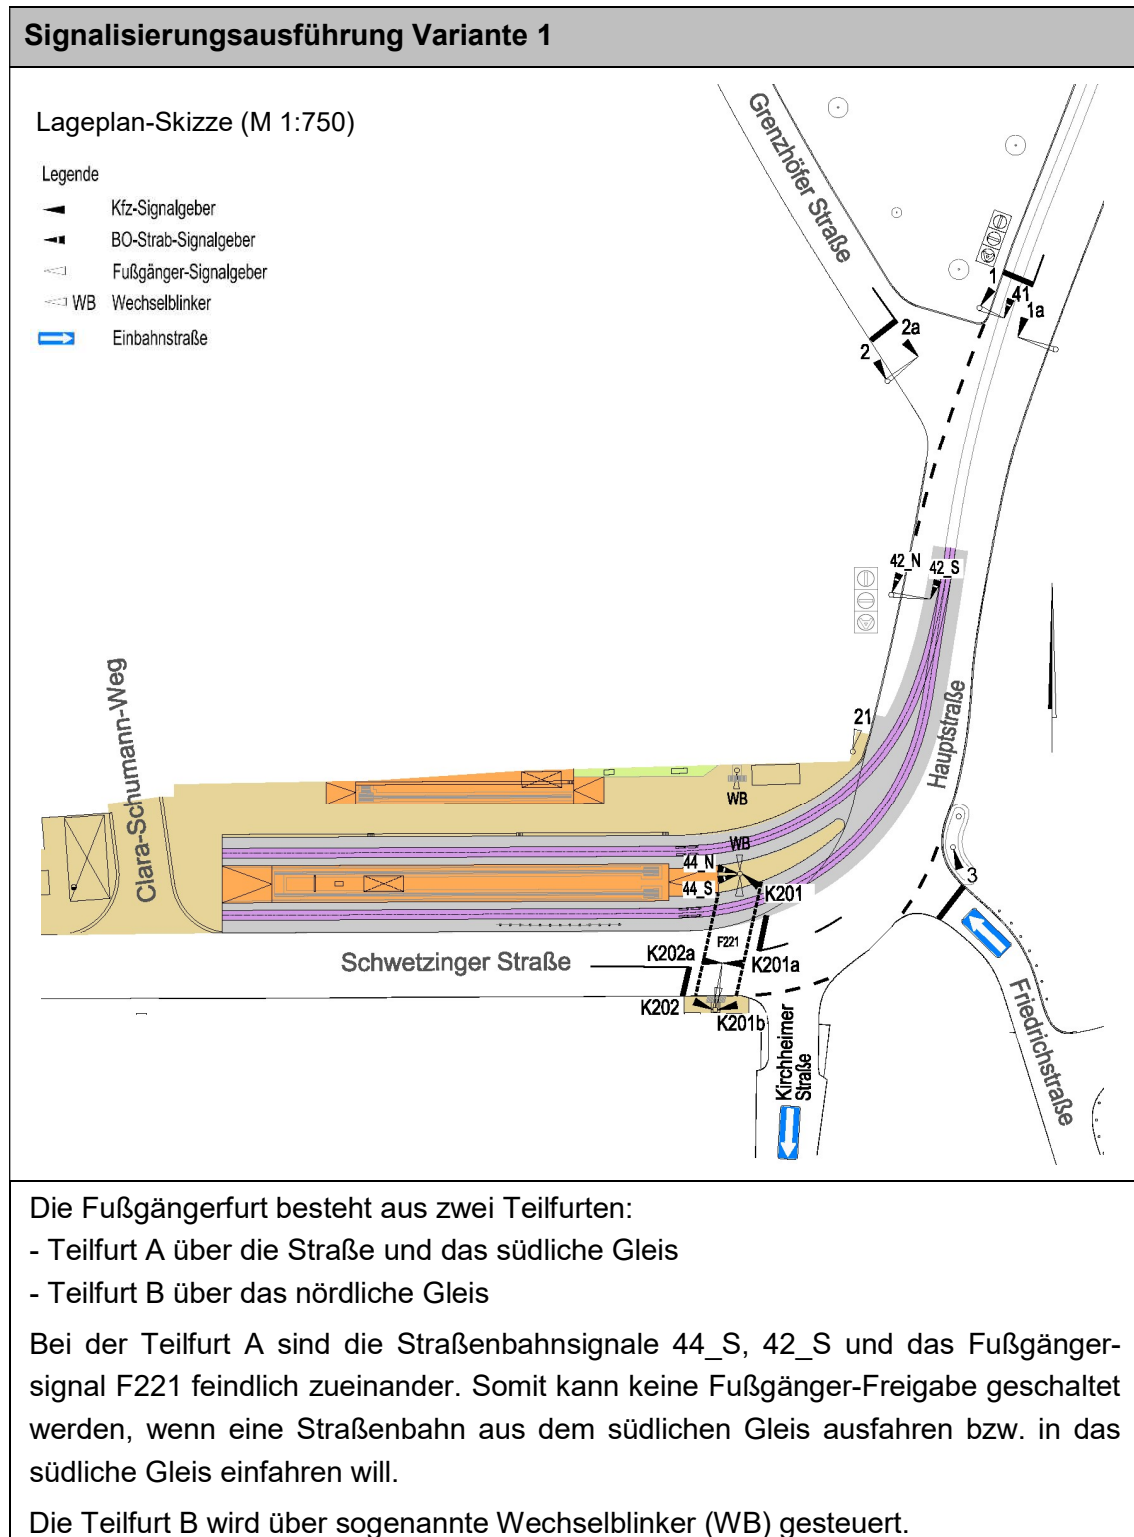 Signalisierungsausführung Variante 1
Lageplan-Skizze (M 1:750)
Legende
Kfz-Signalgeber
BO-Strab-Signalgeber
Fußgänger-Signalgeber
WB Wechselblinker
Einbahnstraße
Grenzhöfer Straße
1
41
1a
2a
2
42_N
42_S
Clara-Schumann-Weg
21
Hauptstraße
WB
WB
44_N
44_S
K201
3
F221
K202a
K201a
Schwetzinger Straße
K202
K201b
Kirchheimer
Straße
Friedrichstraße
Die Fußgängerfurt besteht aus zwei Teilfurten:
- Teilfurt A über die Straße und das südliche Gleis
- Teilfurt B über das nördliche Gleis
Bei der Teilfurt A sind die Straßenbahnsignale 44_S, 42_S und das Fußgänger-
signal F221 feindlich zueinander. Somit kann keine Fußgänger-Freigabe geschaltet
werden, wenn eine Straßenbahn aus dem südlichen Gleis ausfahren bzw. in das
südliche Gleis einfahren will.
Die Teilfurt B wird über sogenannte Wechselblinker (WB) gesteuert.